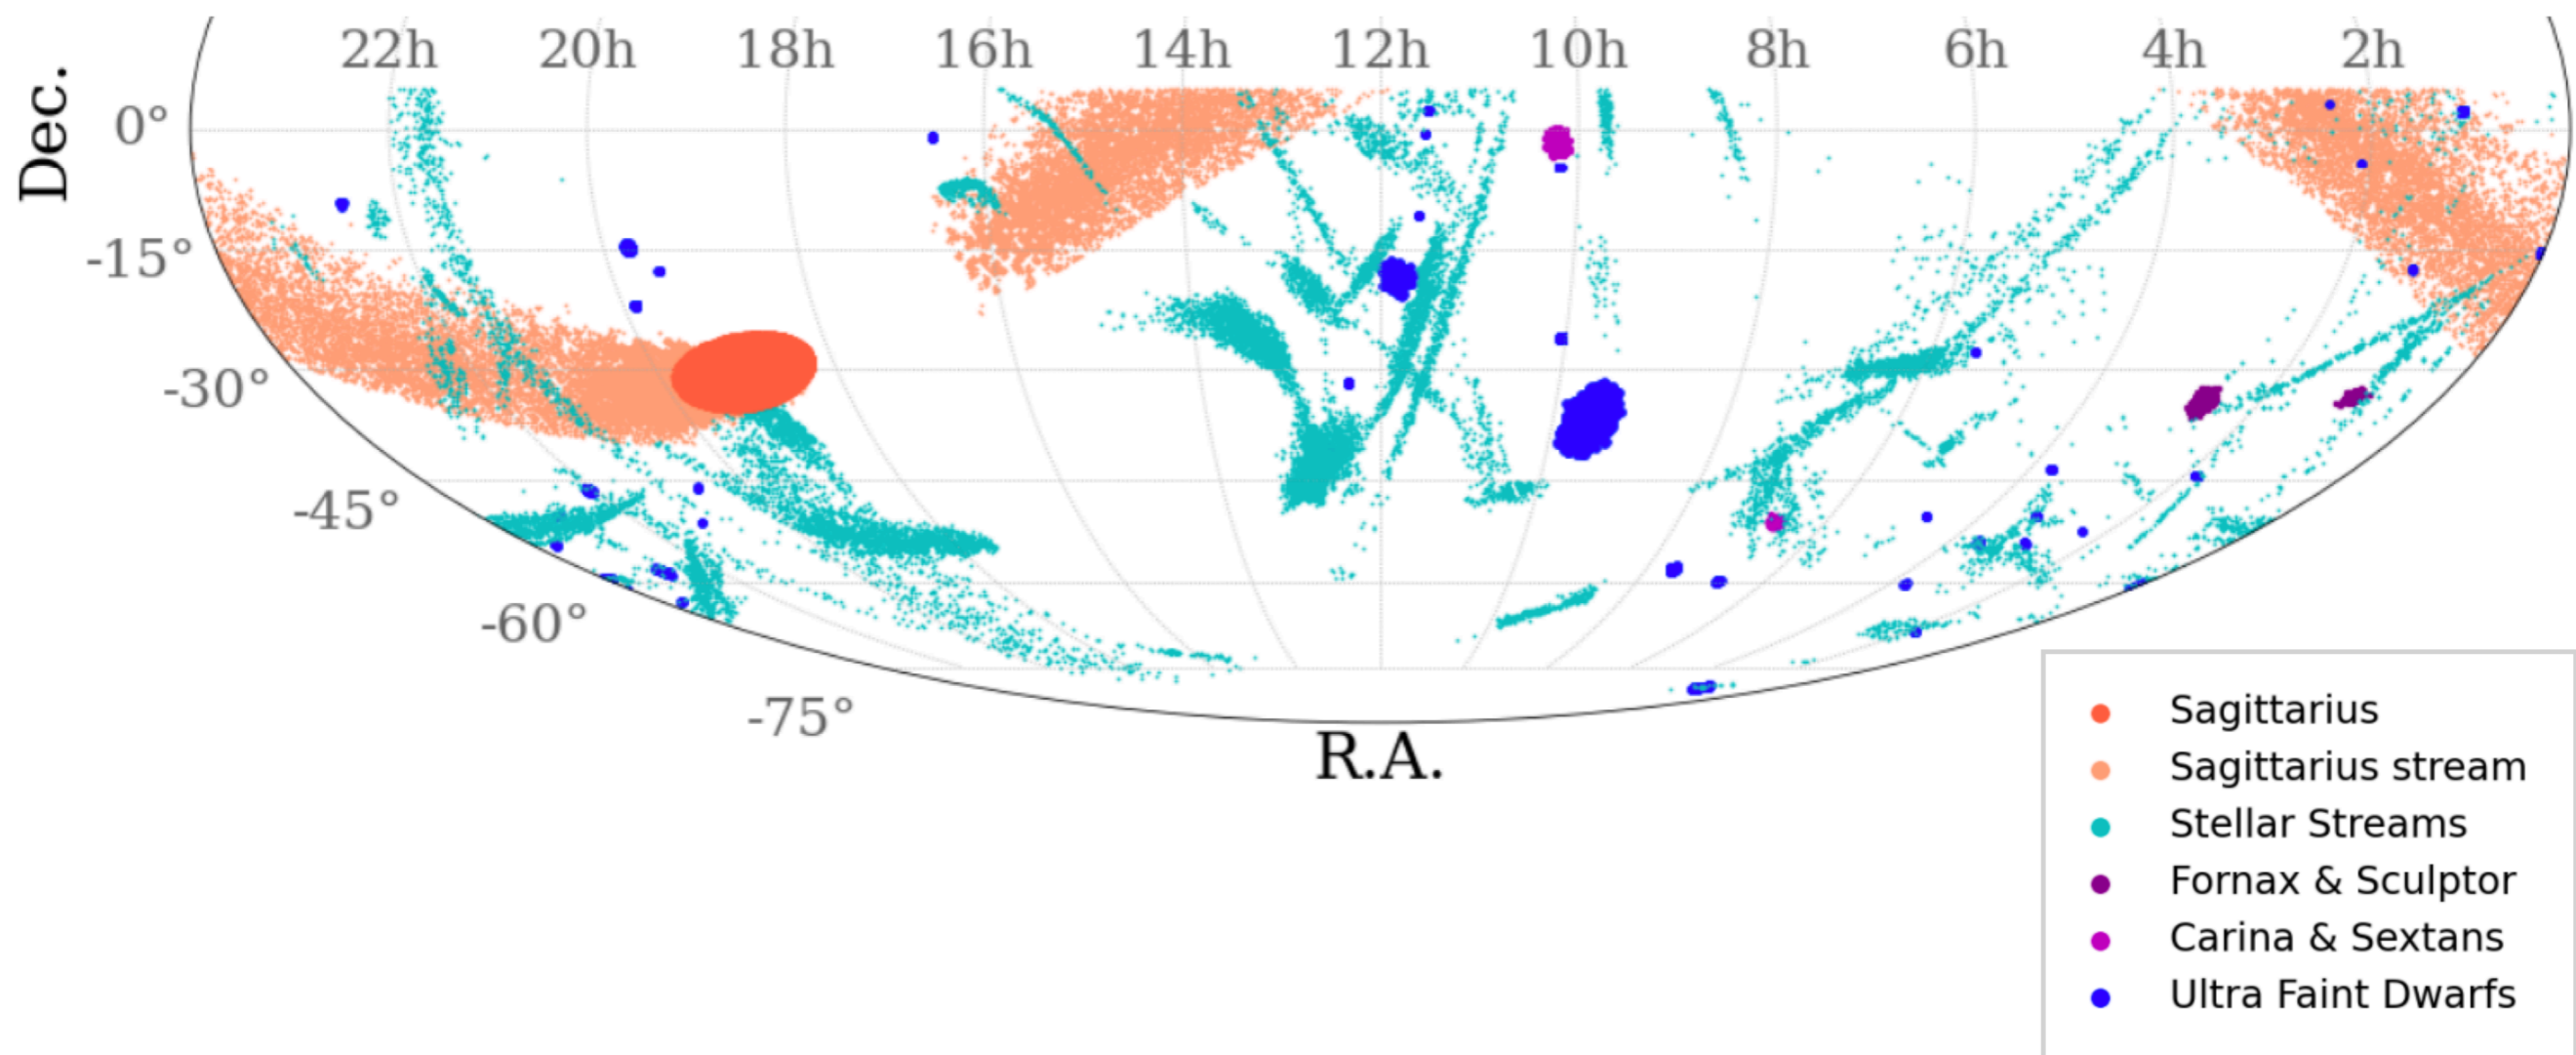 22h 20h 18h 16h 14h 12h 10h 8h 6h 4h 2h
Dec.
0°
-15°
-30°
-45°
-60°
-75°
R.A.
Sagittarius
Sagittarius stream
Stellar Streams
Fornax & Sculptor
Carina & Sextans
Ultra Faint Dwarfs